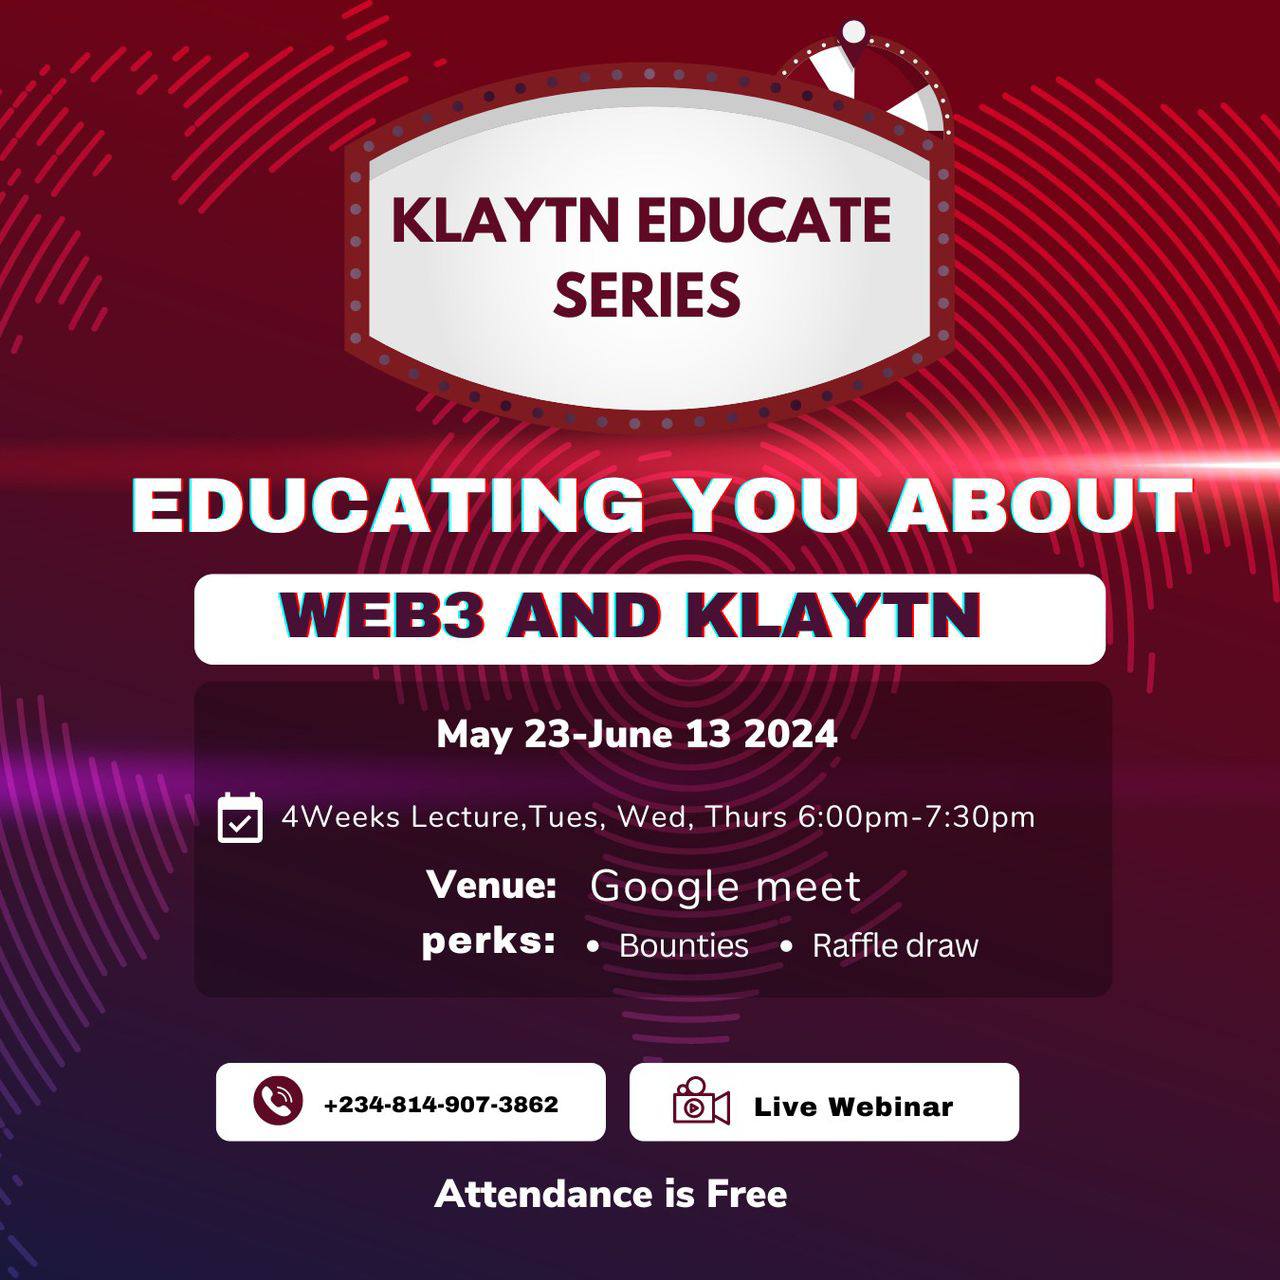 KLAYTN EDUCATE
SERIES
EDUCATING YOU ABOUT
WEB3 AND KLAYTN
May 23-June 13 2024
4Weeks Lecture,Tues, Wed, Thurs 6:00pm-7:30pm
Venue: Google meet
perks: • Bounties • Raffle draw
+234-814-907-3862
Live Webinar
Attendance is Free